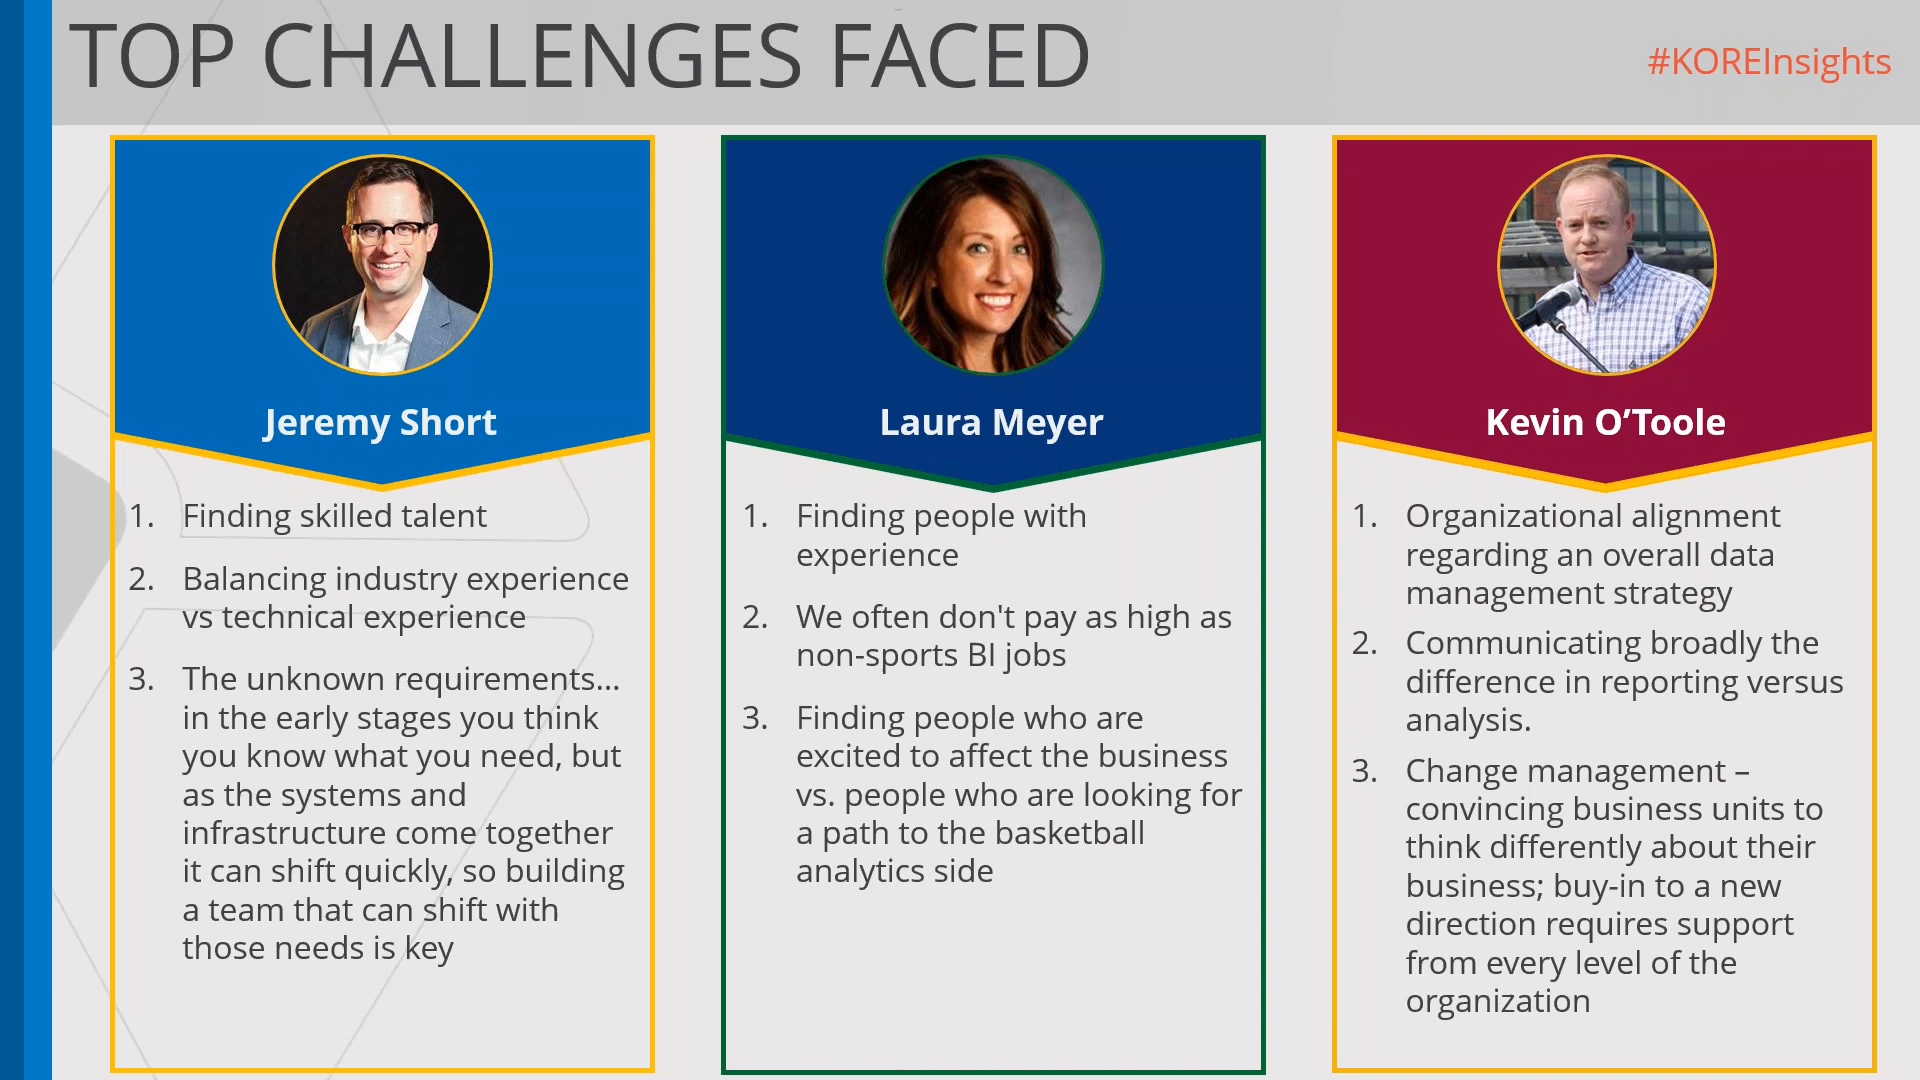 TOP CHALLENGES FACED
#KOREInsights
Jeremy Short
1. Finding skilled talent
2. Balancing industry experience
vs technical experience
3. The unknown requirements...
in the early stages you think
you know what you need, but
as the systems and
infrastructure come together
it can shift quickly, so building
a team that can shift with
those needs is key
Laura Meyer
1. Finding people with
experience
2. We often don't pay as high as
non-sports BI jobs
3. Finding people who are
excited to affect the business
vs. people who are looking for
a path to the basketball
analytics side
Kevin O’Toole
1. Organizational alignment
regarding an overall data
management strategy
2. Communicating broadly the
difference in reporting versus
analysis.
3. Change management –
convincing business units to
think differently about their
business; buy-in to a new
direction requires support
from every level of the
organization